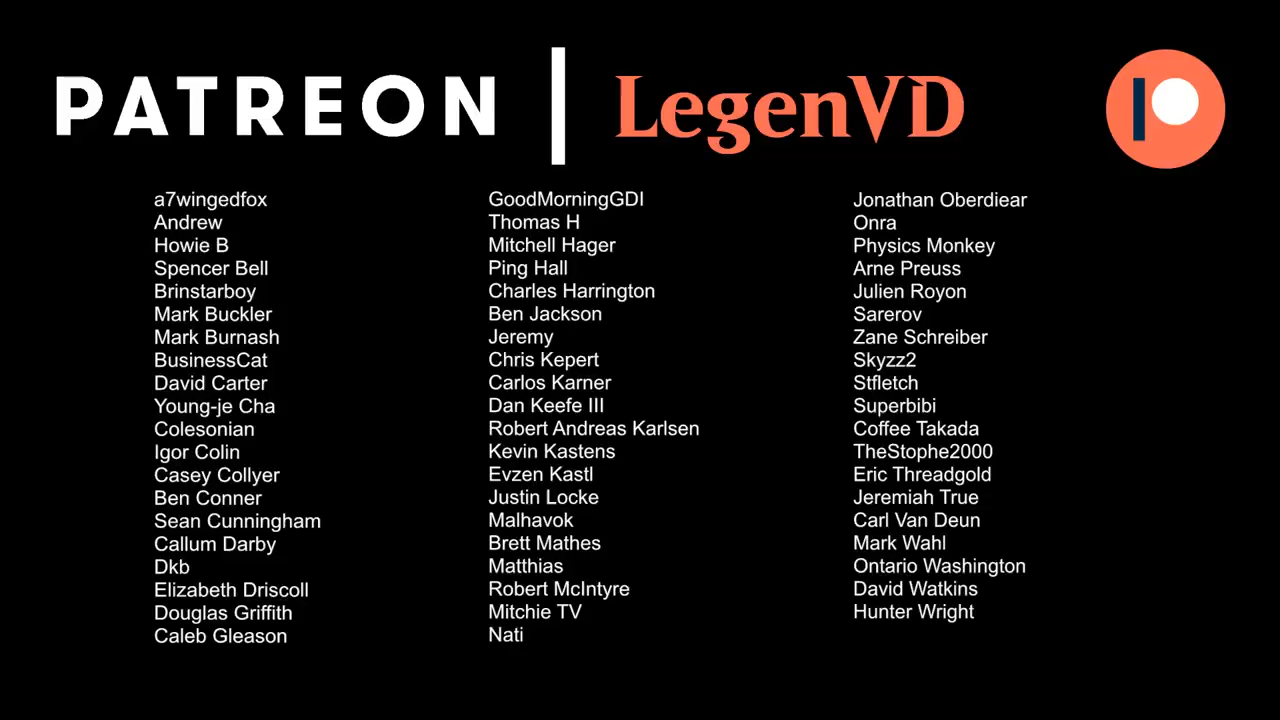 PATREON | LegenVD
a7wingedfox
Andrew
Howie B
Spencer Bell
Brinstarboy
Mark Buckler
Mark Burnash
BusinessCat
David Carter
Young-je Cha
Colesonian
Igor Colin
Casey Collyer
Ben Conner
Sean Cunningham
Callum Darby
Dkb
Elizabeth Driscoll
Douglas Griffith
Caleb Gleason
GoodMorningGDI
Thomas H
Mitchell Hager
Ping Hall
Charles Harrington
Ben Jackson
Jeremy
Chris Kepert
Carlos Karner
Dan Keefe III
Robert Andreas Karlsen
Kevin Kastens
Evzen Kastl
Justin Locke
Malhavok
Brett Mathes
Matthias
Robert McIntyre
Mitchie TV
Nati
Jonathan Oberdiear
Onra
Physics Monkey
Arne Preuss
Julien Royon
Sarerov
Zane Schreiber
Skyzz2
Stfletch
Superbibi
Coffee Takada
TheStophe2000
Eric Threadgold
Jeremiah True
Carl Van Deun
Mark Wahl
Ontario Washington
David Watkins
Hunter Wright